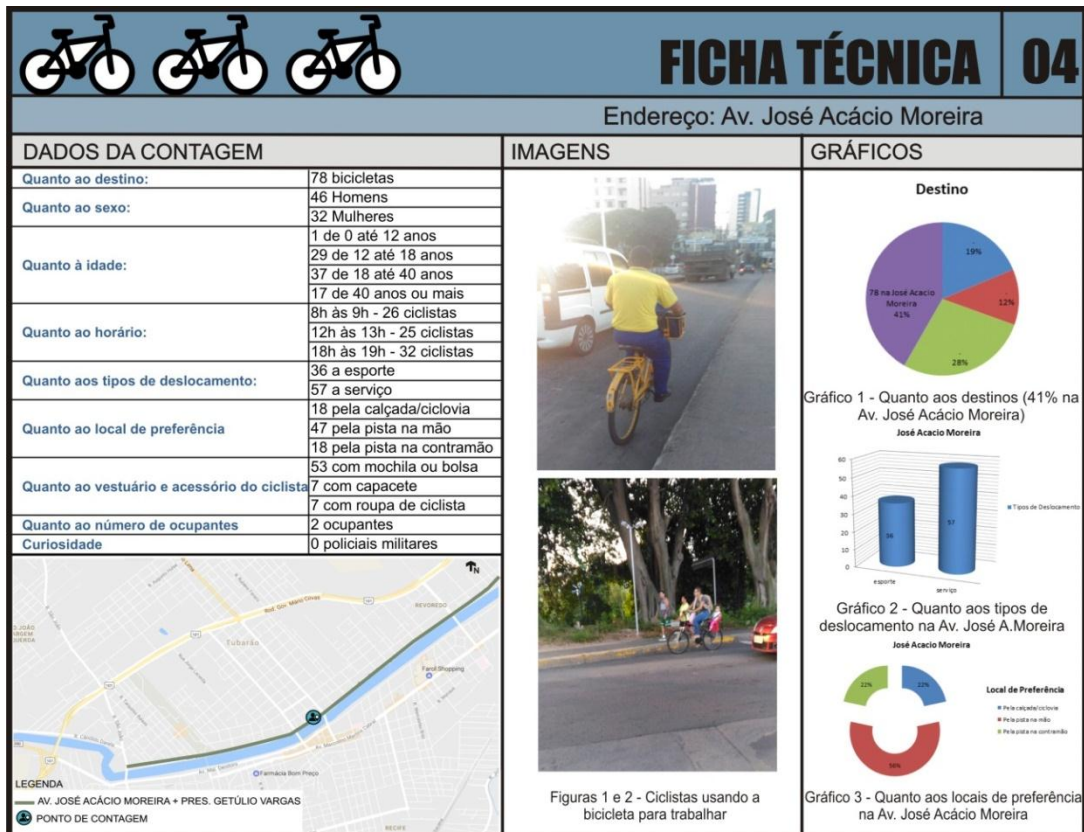 FICHA TÉCNICA
04
Endereço: Av. José Acácio Moreira
DADOS DA CONTAGEM
Quanto ao destino:
78 bicicletas
Quanto ao sexo:
46 Homens
32 Mulheres
Quanto à idade:
1 de 0 até 12 anos
29 de 12 até 18 anos
37 de 18 até 40 anos
17 de 40 anos ou mais
Quanto ao horário:
8h às 9h - 26 ciclistas
12h às 13h - 25 ciclistas
18h às 19h - 32 ciclistas
Quanto aos tipos de deslocamento:
36 a esporte
57 a serviço
Quanto ao local de preferência
18 pela calçada/ciclovia
47 pela pista na mão
18 pela pista na contramão
Quanto ao vestuário e acessório do ciclista
53 com mochila ou bolsa
7 com capacete
7 com roupa de ciclista
Quanto ao número de ocupantes
2 ocupantes
Curiosidade
0 policiais militares
N
REVOREDO
Rod. Gov. Mário Covas
Tubarão
Farol Shopping
Farmácia Bom Preço
RECIFE
LEGENDA
AV. JOSÉ ACÁCIO MOREIRA + PRES. GETÚLIO VARGAS
PONTO DE CONTAGEM
IMAGENS
Figuras 1 e 2 - Ciclistas usando a
bicicleta para trabalhar
GRÁFICOS
Destino
19%
12%
28%
78 na José Acacio
Moreira
41%
Gráfico 1 - Quanto aos destinos (41% na
Av. José Acácio Moreira)
José Acacio Moreira
60
50
40
30
20
10
0
36
57
esporte
serviço
Tipos de Deslocamento
Gráfico 2 - Quanto aos tipos de
deslocamento na Av. José A.Moreira
José Acacio Moreira
22%
22%
56%
Local de Preferência
Pela calçada/ciclovia
Pela pista na mão
Pela pista na contramão
Gráfico 3 - Quanto aos locais de preferência
na Av. José Acácio Moreira